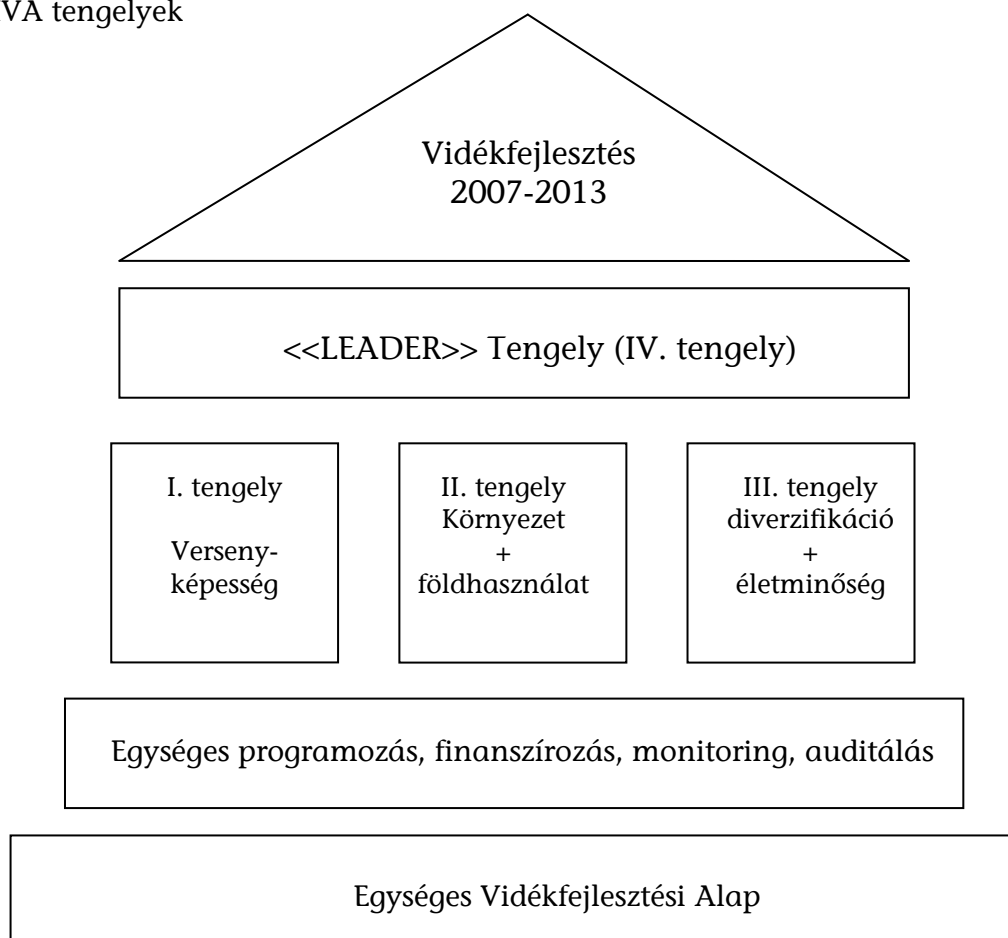 VA tengelyek
Vidékfejlesztés
2007-2013
<<LEADER>> Tengely (IV. tengely)
I. tengely
Verseny-
képesség
II. tengely
Környezet
+
földhasználat
III. tengely
diverzifikáció
+
életminőség
Egységes programozás, finanszírozás, monitoring, auditálás
Egységes Vidékfejlesztési Alap